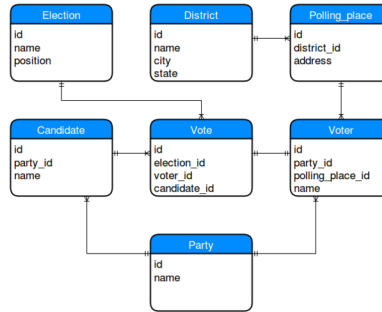 Election
id
name
position
District
id
name
city
state
Polling_place
id
district_id
address
Candidate
id
party_id
name
Vote
id
election_id
voter_id
candidate_id
Voter
id
party_id
polling_place_id
name
Party
id
name